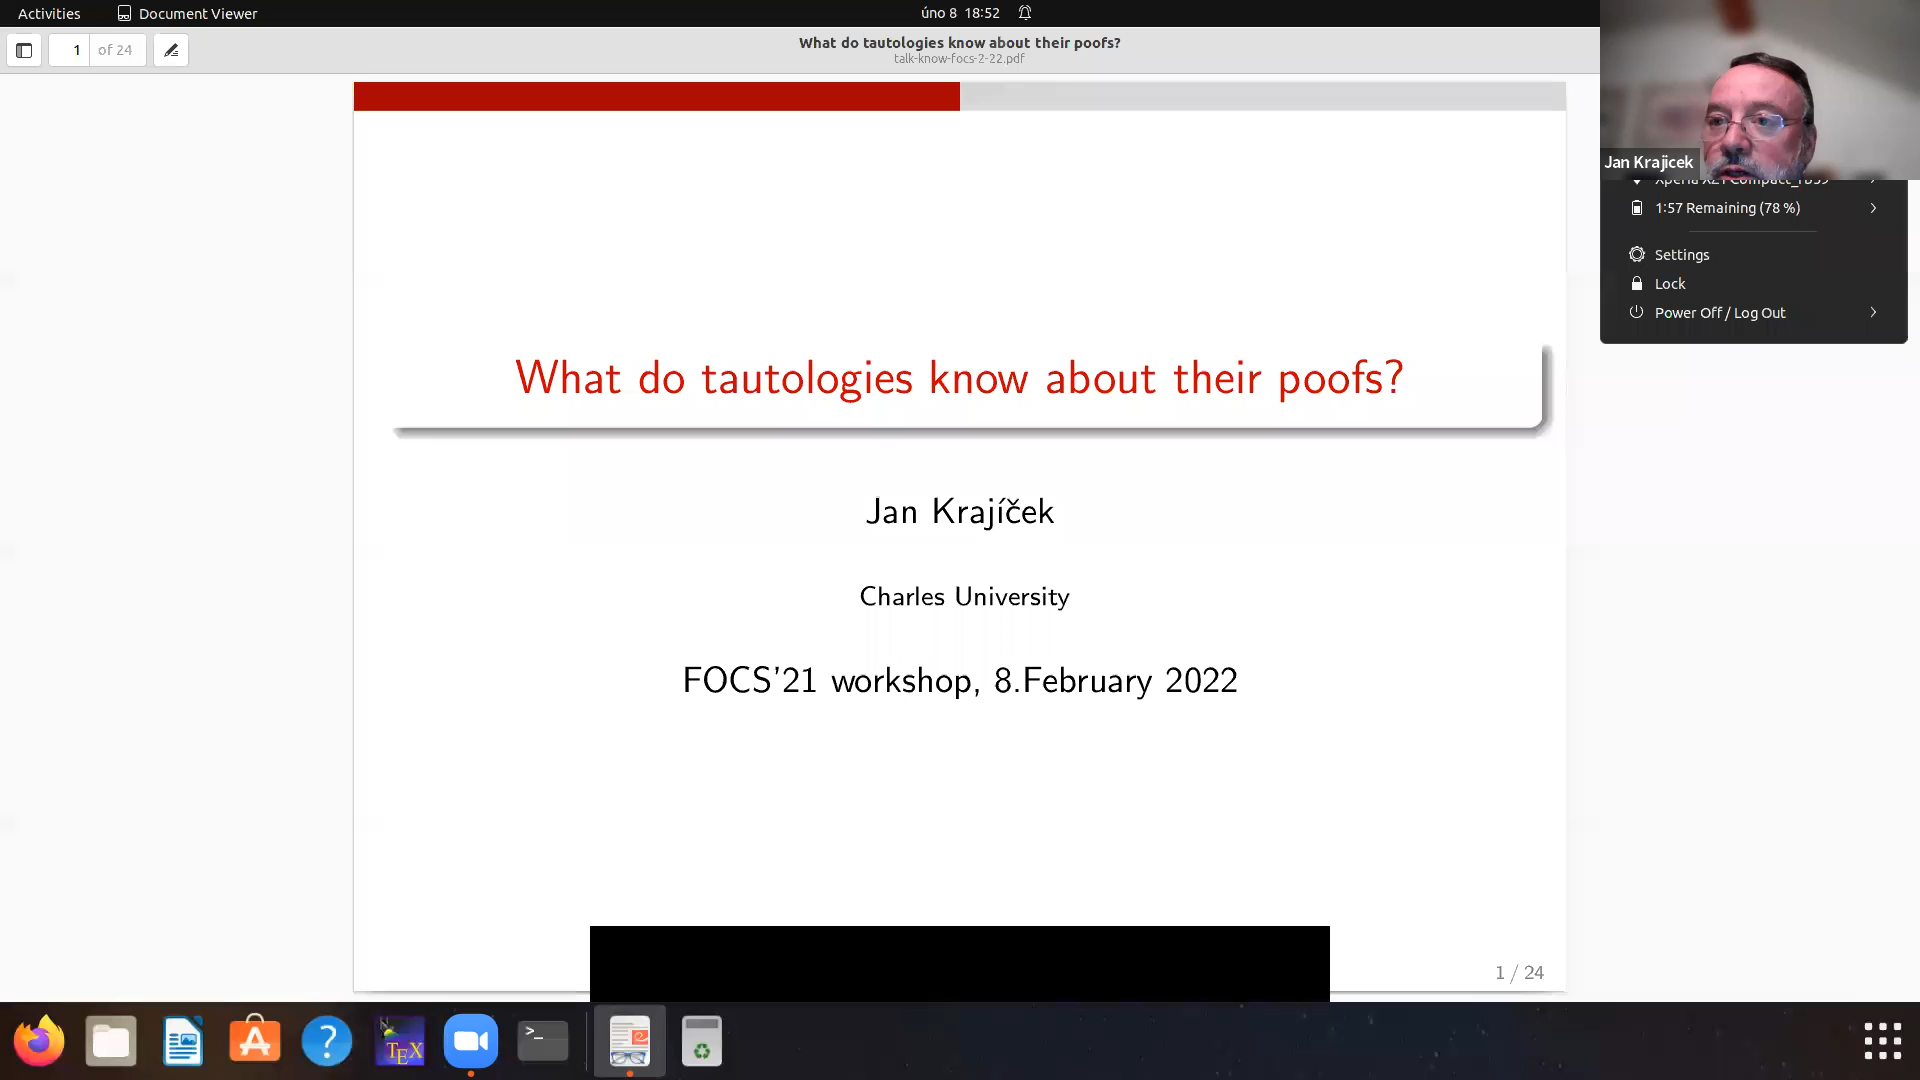 Activities
Document Viewer
úno 8 18:52
1 of 24
What do tautologies know about their poofs?
talk-know-focs-2-22.pdf
Jan Krajicek
1:57 Remaining (78 %)
Settings
Lock
Power Off / Log Out
What do tautologies know about their poofs?
Jan Krajíček
Charles University
FOCS'21 workshop, 8.February 2022
1 / 24
TEX